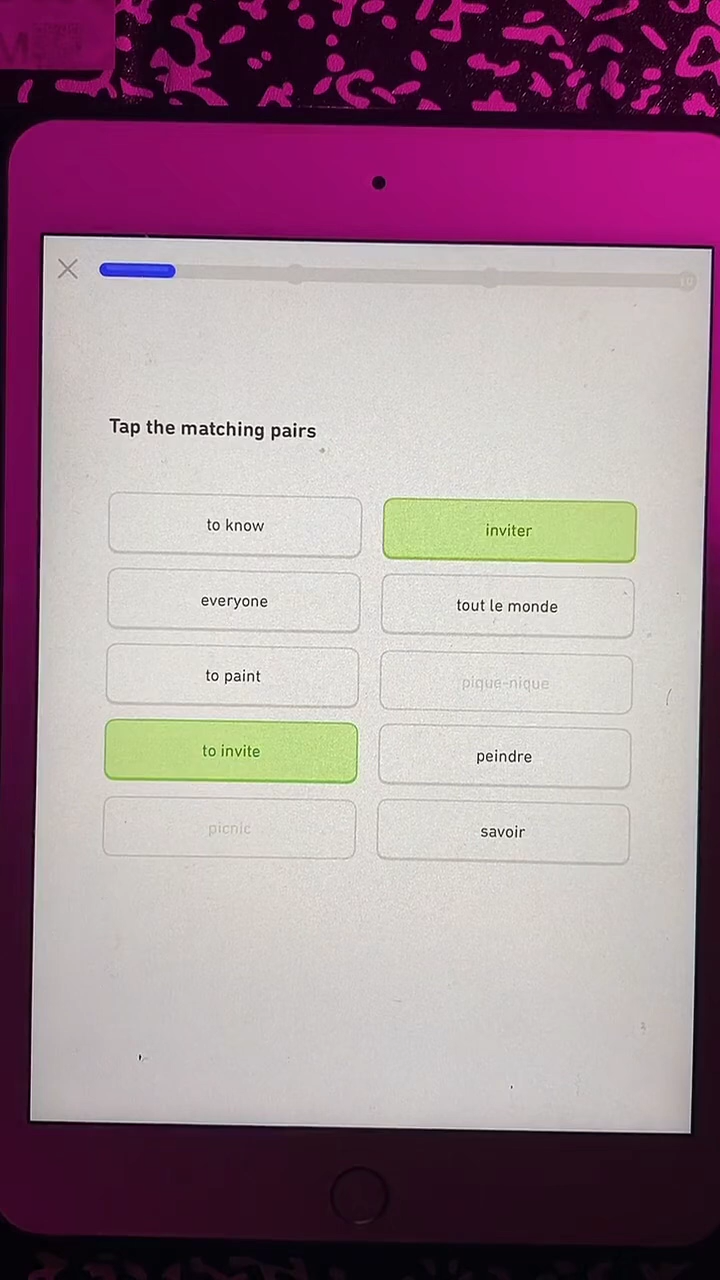 Tap the matching pairs
to know
inviter
everyone
tout le monde
to paint
pique-nique
to invite
peindre
picnic
savoir